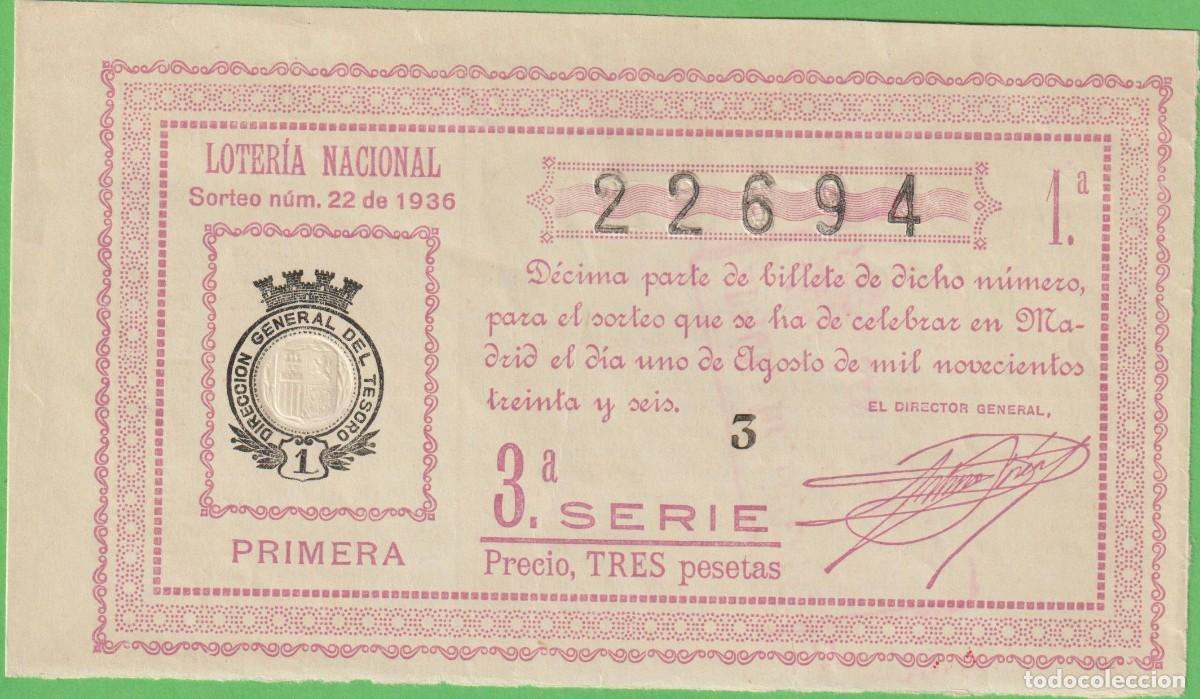 LOTERÍA NACIONAL
Sorteo núm. 22 de 1936
DIRECCION GENERAL DEL TESORO
1
PRIMERA
22694
1.ª
Décima parte de billete de dicho número,
para el sorteo que se ha de celebrar en Ma-
drid el día uno de Agosto de mil novecientos
treinta y seis.
EL DIRECTOR GENERAL,
3
3.ª SERIE
Precio, TRES pesetas
todocoleccion